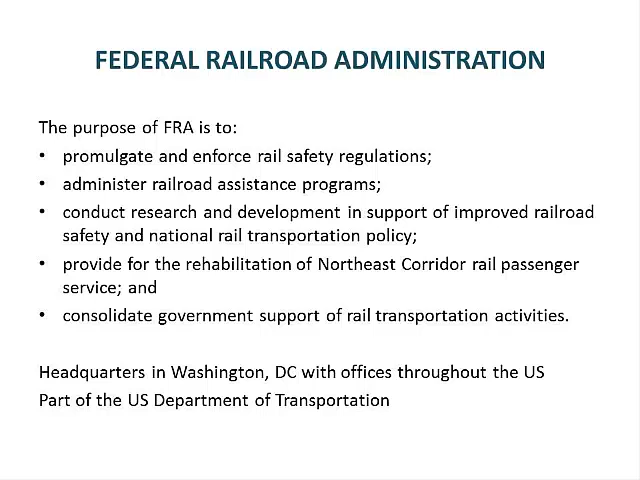 FEDERAL RAILROAD ADMINISTRATION
The purpose of FRA is to:
• promulgate and enforce rail safety regulations;
• administer railroad assistance programs;
• conduct research and development in support of improved railroad
safety and national rail transportation policy;
• provide for the rehabilitation of Northeast Corridor rail passenger
service; and
• consolidate government support of rail transportation activities.
Headquarters in Washington, DC with offices throughout the US
Part of the US Department of Transportation